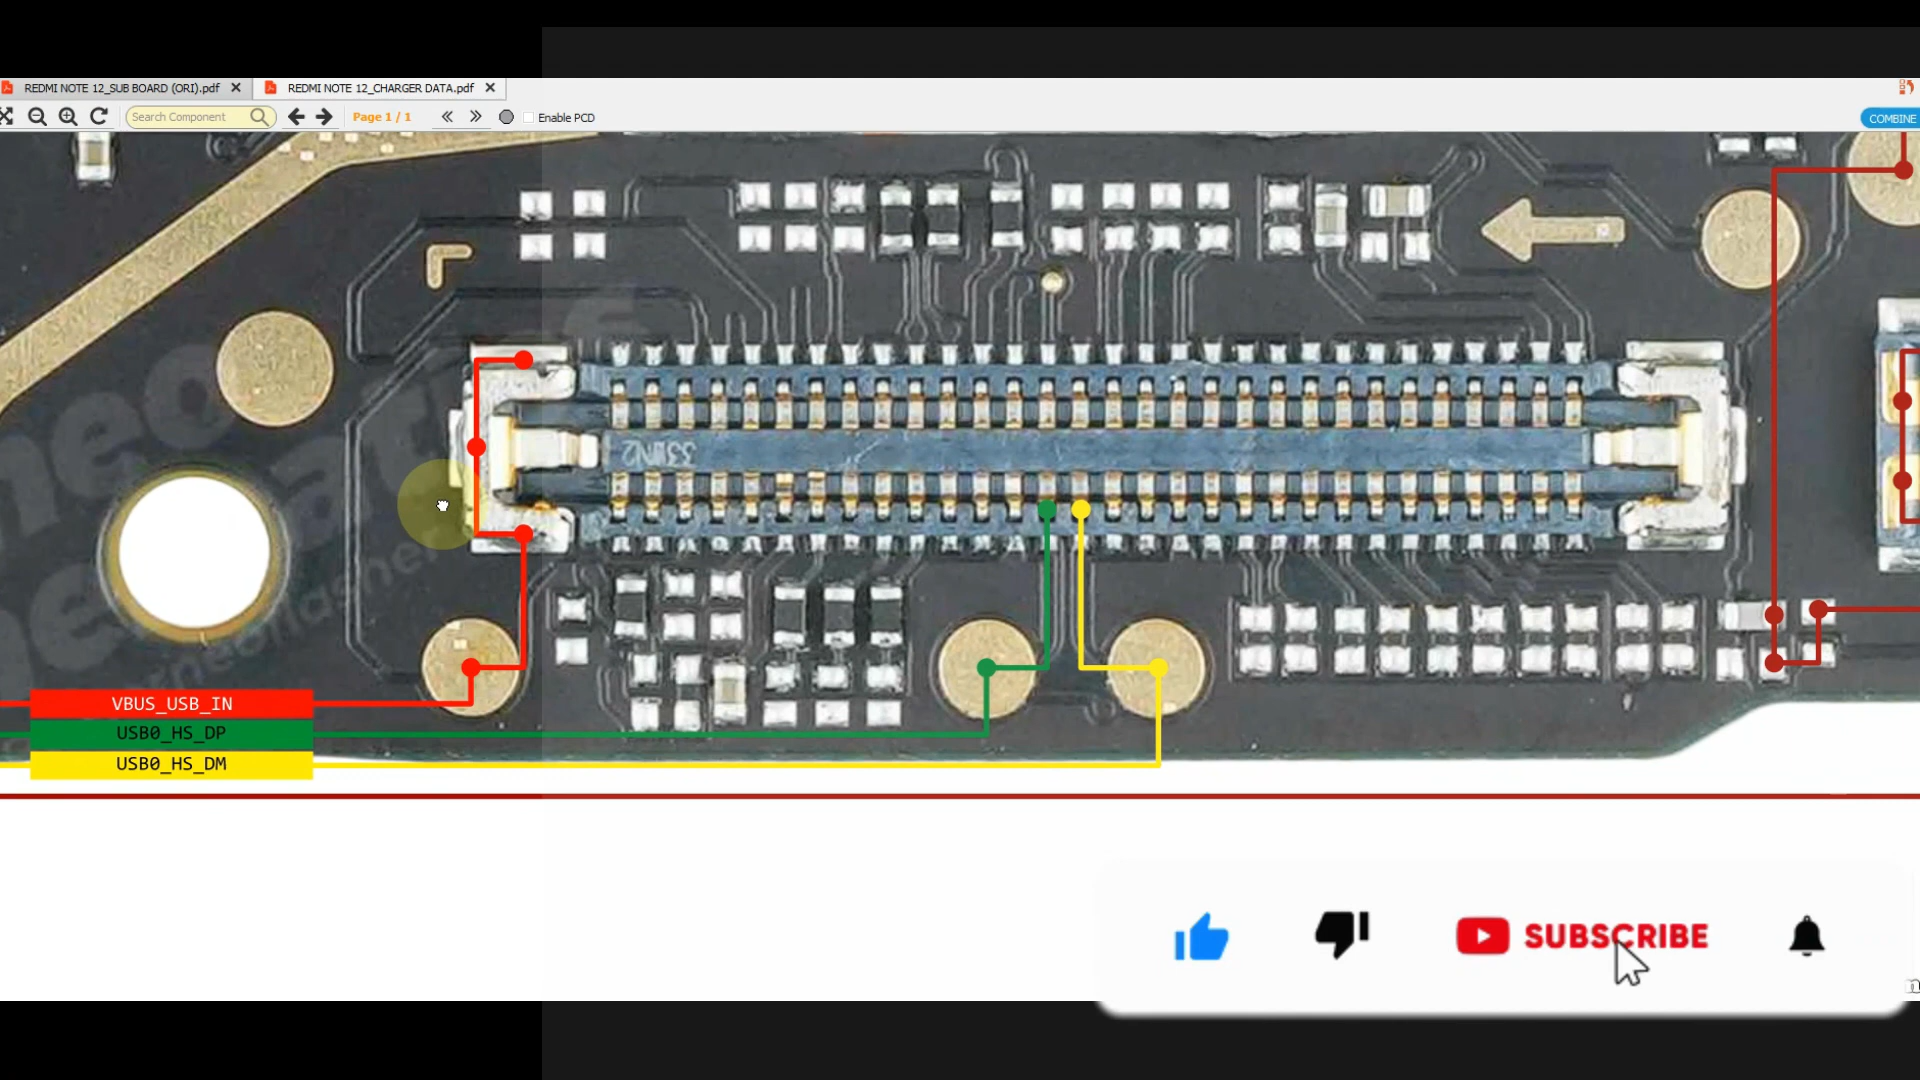 REDMI NOTE 12_SUB BOARD (ORI).pdf
REDMI NOTE 12_CHARGER DATA.pdf
Search Component
Page 1 / 1
Enable PCD
COMBINE
VBUS_USB_IN
USB0_HS_DP
USB0_HS_DM
SUBSCRIBE